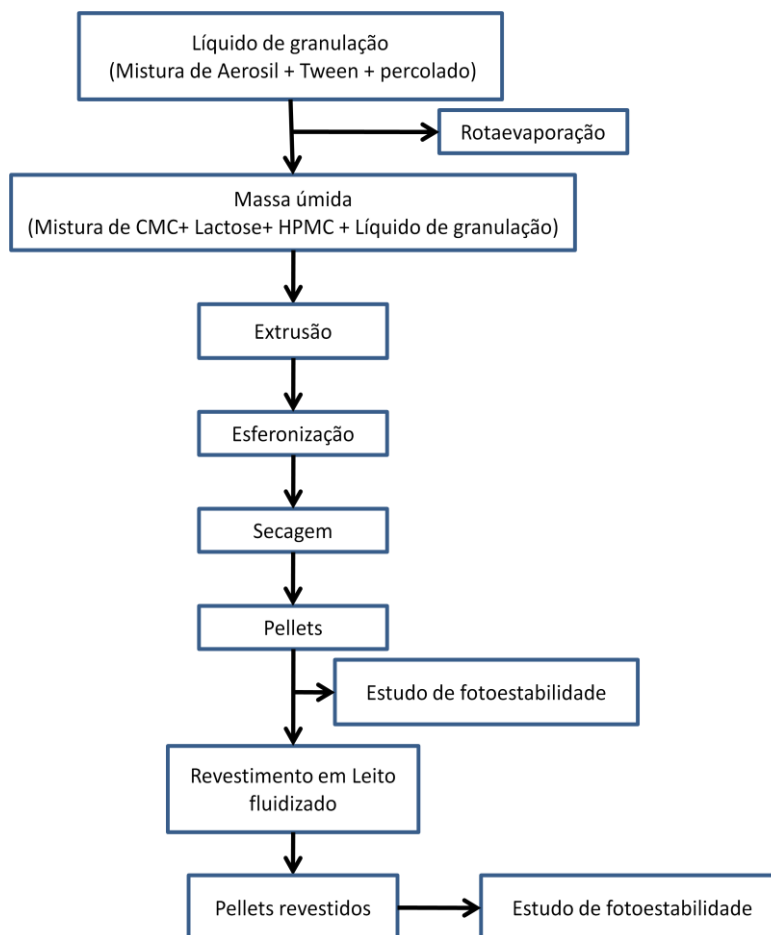 Líquido de granulação
(Mistura de Aerosil + Tween + percolado)
Rotaevaporação
Massa úmida
(Mistura de CMC+ Lactose+ HPMC + Líquido de granulação)
Extrusão
Esferonização
Secagem
Pellets
Estudo de fotoestabilidade
Revestimento em Leito
fluidizado
Pellets revestidos
Estudo de fotoestabilidade